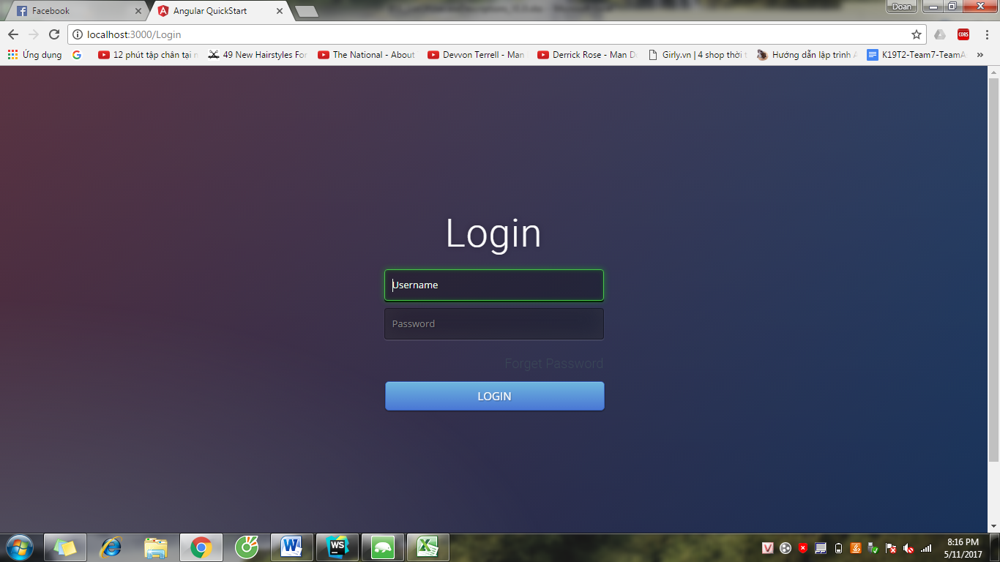 Facebook
Angular QuickStart
Doan
localhost:3000/Login
CORS
Ứng dụng
12 phút tập chân tại n
49 New Hairstyles For
The National - About
Devvon Terrell - Man
Derrick Rose - Man Do
Girly.vn | 4 shop thời t
Hướng dẫn lập trình A
K19T2-Team7-TeamA
Login
Username
Password
Forget Password
LOGIN
8:16 PM
5/11/2017